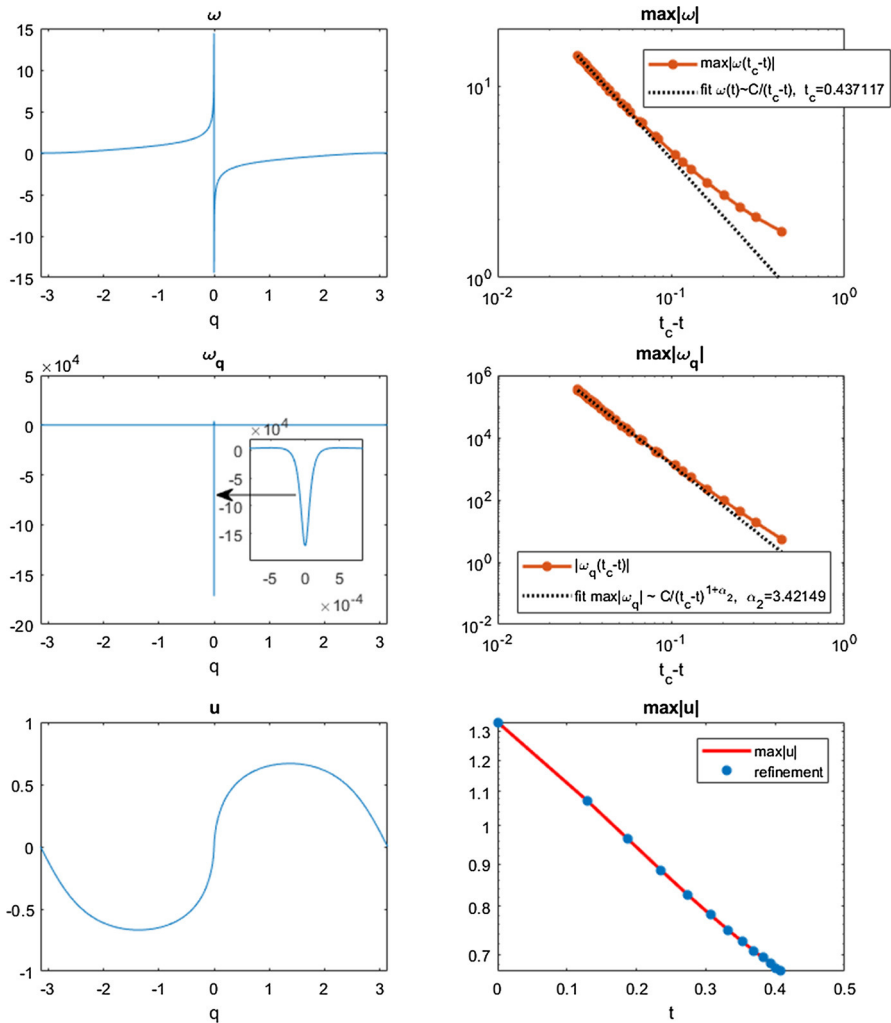 ω
15
10
5
0
-5
-10
-15
-3 -2 -1 0 1 2 3
q
max|ω|
10^1
10^0
10^-2 10^-1 10^0
t_c-t
max|ω(t_c-t)|
fit ω(t)~C/(t_c-t), t_c=0.437117
ω_q
×10^4
5
0
-5
-10
-15
-20
-3 -2 -1 0 1 2 3
q
×10^4
0
-5
-10
-15
-5 0 5
×10^-4
max|ω_q|
10^6
10^4
10^2
10^0
10^-2
10^-2 10^-1 10^0
t_c-t
|ω_q(t_c-t)|
fit max|ω_q| ~ C/(t_c-t)^1+α_2, α_2=3.42149
u
1
0.5
0
-0.5
-1
-3 -2 -1 0 1 2 3
q
max|u|
1.3
1.2
1.1
1
0.9
0.8
0.7
0 0.1 0.2 0.3 0.4 0.5
t
max|u|
refinement